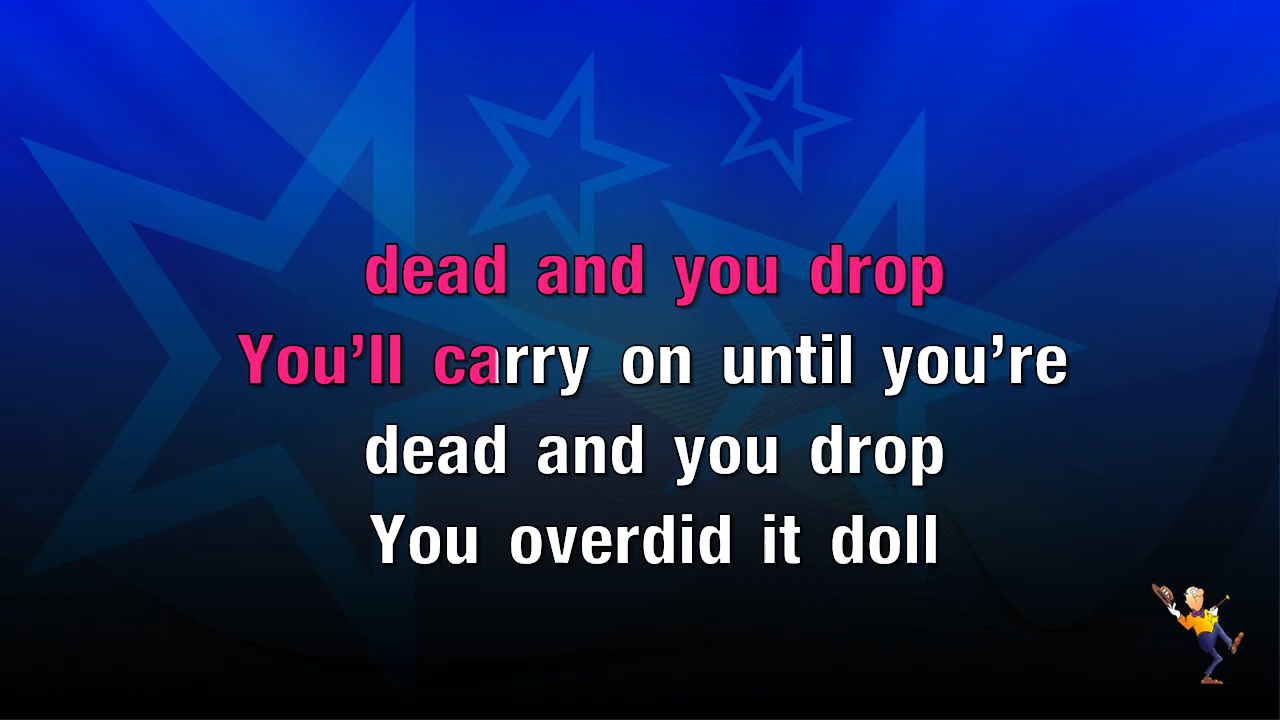 dead and you drop
You’ll carry on until you’re
dead and you drop
You overdid it doll